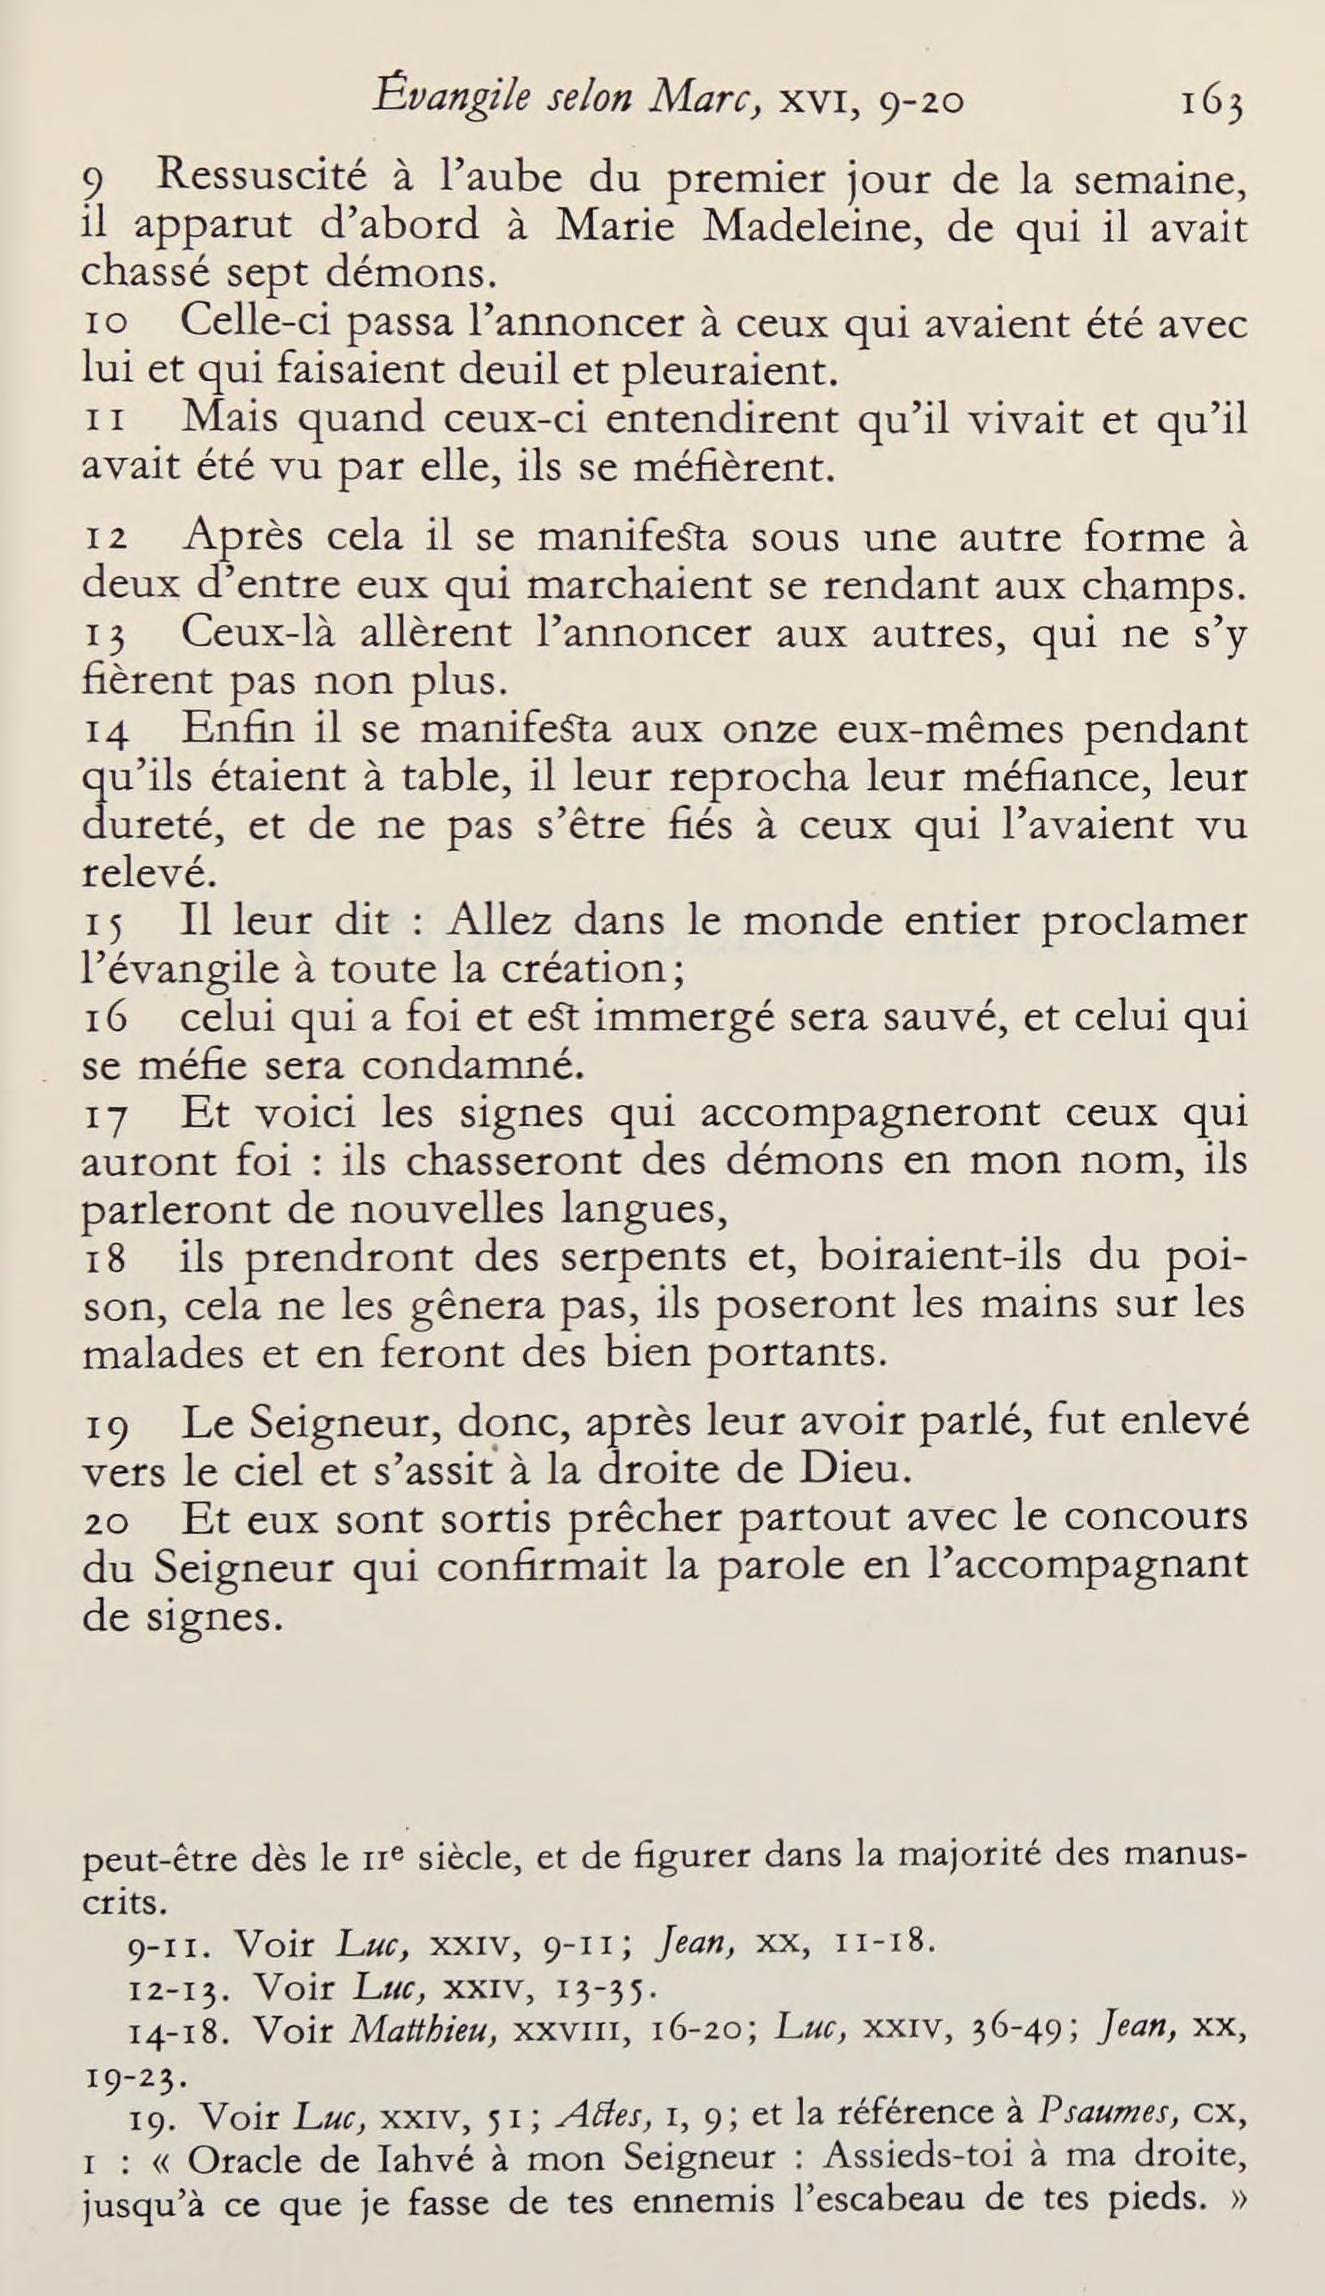 Évangile selon Marc, XVI, 9-20 163
9 Ressuscité à l’aube du premier jour de la semaine,
il apparut d’abord à Marie Madeleine, de qui il avait
chassé sept démons.
10 Celle-ci passa l’annoncer à ceux qui avaient été avec
lui et qui faisaient deuil et pleuraient.
11 Mais quand ceux-ci entendirent qu’il vivait et qu’il
avait été vu par elle, ils se méfièrent.
12 Après cela il se manifesta sous une autre forme à
deux d’entre eux qui marchaient se rendant aux champs.
13 Ceux-là allèrent l’annoncer aux autres, qui ne s’y
fièrent pas non plus.
14 Enfin il se manifesta aux onze eux-mêmes pendant
qu’ils étaient à table, il leur reprocha leur méfiance, leur
dureté, et de ne pas s’être fiés à ceux qui l’avaient vu
relevé.
15 Il leur dit : Allez dans le monde entier proclamer
l’évangile à toute la création;
16 celui qui a foi et est immergé sera sauvé, et celui qui
se méfie sera condamné.
17 Et voici les signes qui accompagneront ceux qui
auront foi : ils chasseront des démons en mon nom, ils
parleront de nouvelles langues,
18 ils prendront des serpents et, boiraient-ils du poi-
son, cela ne les gênera pas, ils poseront les mains sur les
malades et en feront des bien portants.
19 Le Seigneur, donc, après leur avoir parlé, fut enlevé
vers le ciel et s’assit à la droite de Dieu.
20 Et eux sont sortis prêcher partout avec le concours
du Seigneur qui confirmait la parole en l’accompagnant
de signes.
peut-être dès le IIe siècle, et de figurer dans la majorité des manus-
crits.
9-11. Voir Luc, XXIV, 9-11; Jean, XX, 11-18.
12-13. Voir Luc, XXIV, 13-35.
14-18. Voir Matthieu, XXVIII, 16-20; Luc, XXIV, 36-49; Jean, XX,
19-23.
19. Voir Luc, XXIV, 51; Actes, I, 9; et la référence à Psaumes, CX,
1 : « Oracle de Iahvé à mon Seigneur : Assieds-toi à ma droite,
jusqu’à ce que je fasse de tes ennemis l’escabeau de tes pieds. »